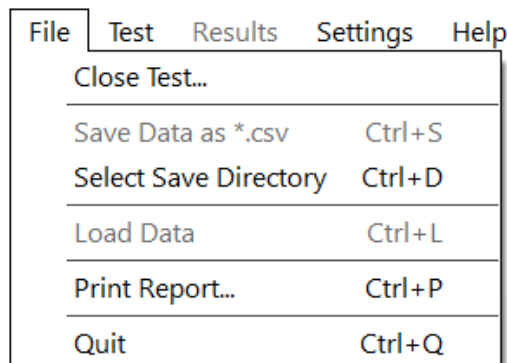 File Test Results Settings Help
Close Test...
Save Data as *.csv Ctrl+S
Select Save Directory Ctrl+D
Load Data Ctrl+L
Print Report... Ctrl+P
Quit Ctrl+Q